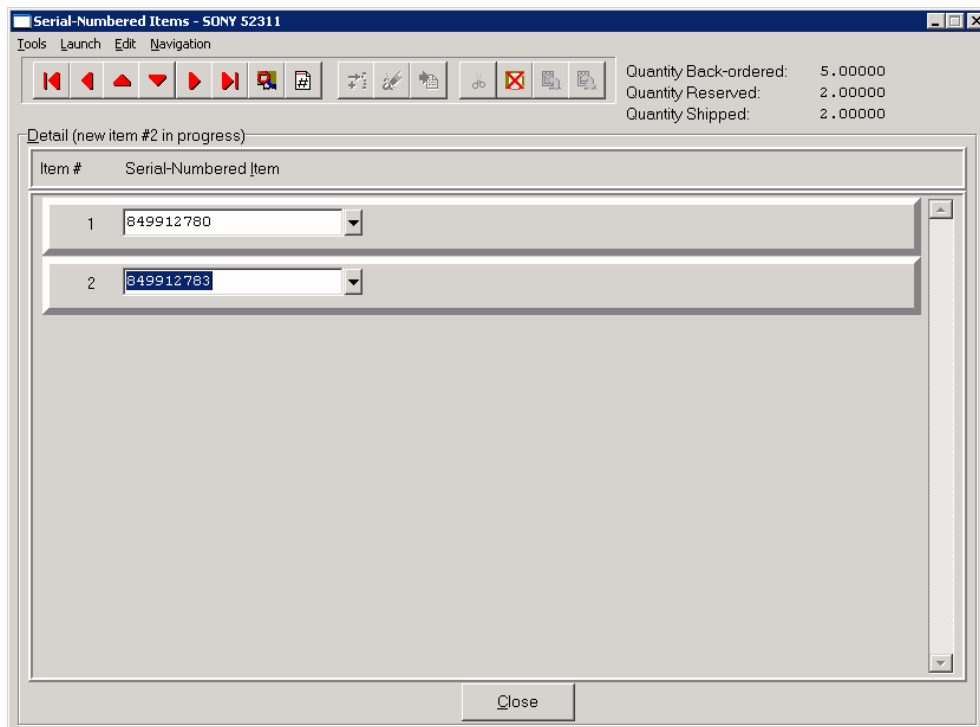 Serial-Numbered Items - SONY 52311
Tools Launch Edit Navigation
Quantity Back-ordered: 5.00000
Quantity Reserved: 2.00000
Quantity Shipped: 2.00000
Detail (new item #2 in progress)
Item # Serial-Numbered Item
1 849912780
2 849912783
Close